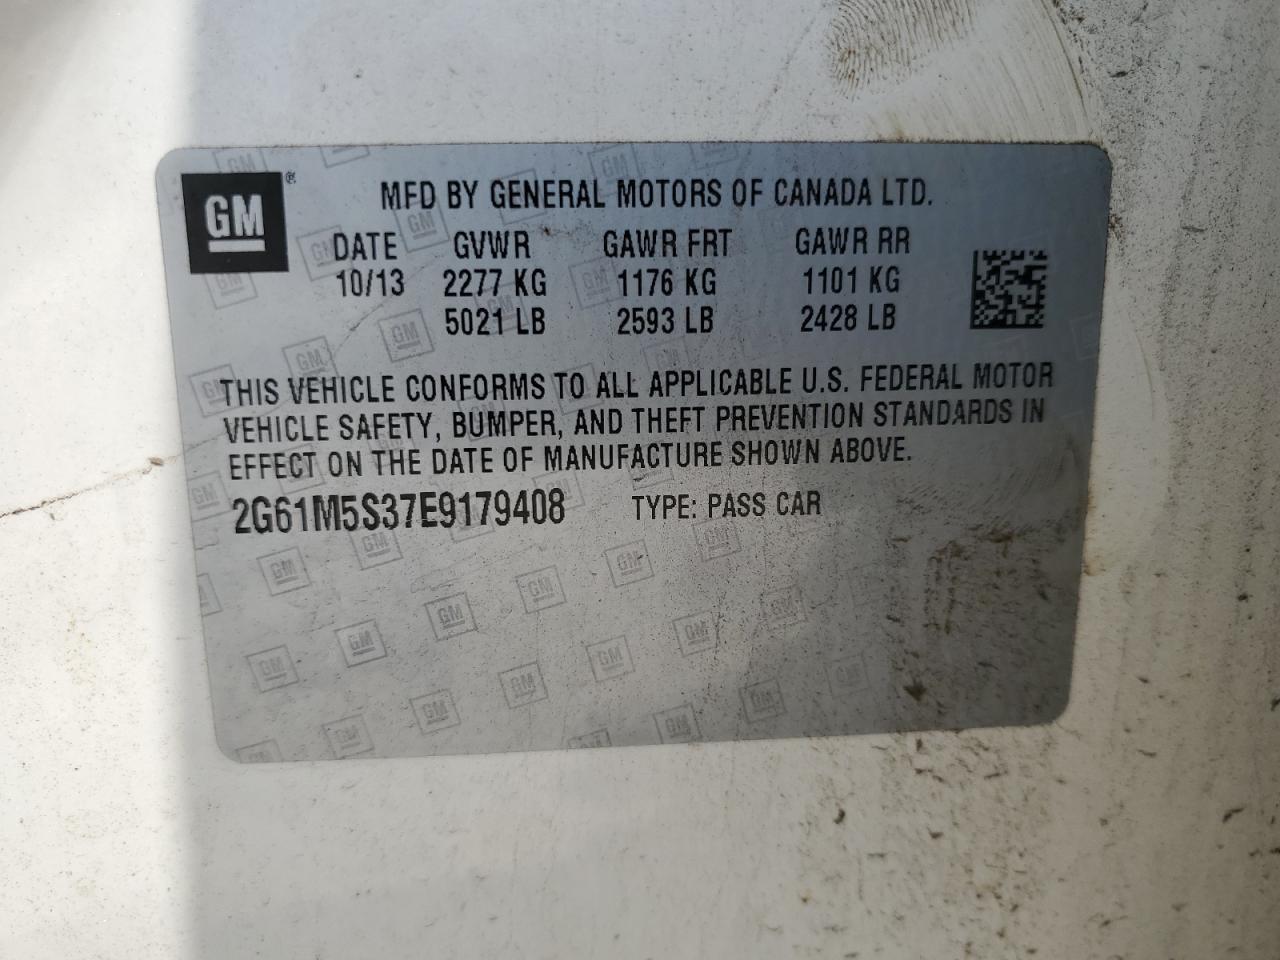 GM®
MFD BY GENERAL MOTORS OF CANADA LTD.
DATE GVWR GAWR FRT GAWR RR
10/13 2277 KG 1176 KG 1101 KG
5021 LB 2593 LB 2428 LB
THIS VEHICLE CONFORMS TO ALL APPLICABLE U.S. FEDERAL MOTOR
VEHICLE SAFETY, BUMPER, AND THEFT PREVENTION STANDARDS IN
EFFECT ON THE DATE OF MANUFACTURE SHOWN ABOVE.
2G61M5S37E9179408 TYPE: PASS CAR